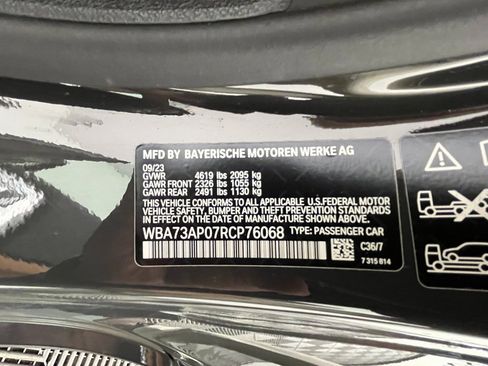 MFD BY BAYERISCHE MOTOREN WERKE AG
09/23
GVWR 4619 lbs 2095 kg
GAWR FRONT 2326 lbs 1055 kg
GAWR REAR 2491 lbs 1130 kg
THIS VEHICLE CONFORMS TO ALL APPLICABLE U.S.FEDERAL MOTOR
VEHICLE SAFETY, BUMPER AND THEFT PREVENTION STANDARDS
IN EFFECT ON THE DATE OF MANUFACTURE SHOWN ABOVE.
WBA73AP07RCP76068 TYPE: PASSENGER CAR
C36/7
7 315 814